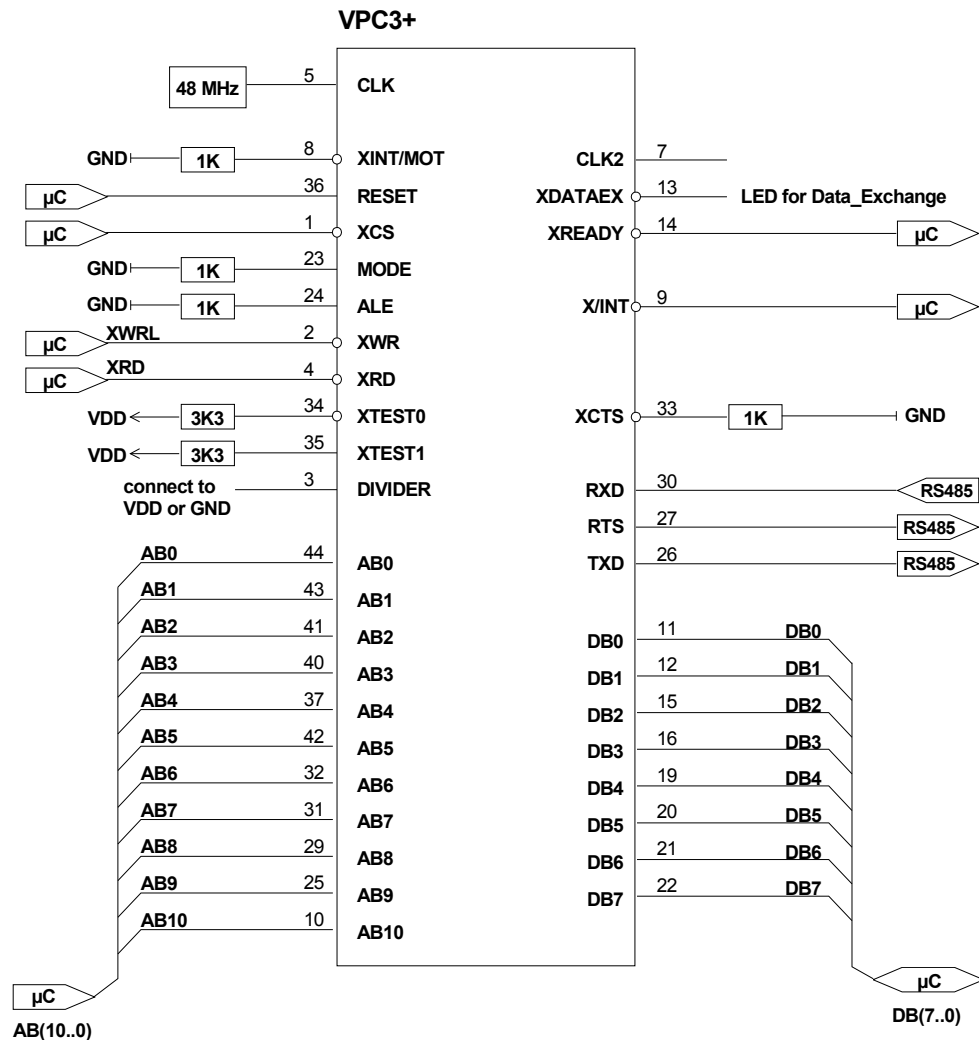 VPC3+
48 MHz 5 CLK
GND 1K 8 XINT/MOT CLK2 7
µC 36 RESET XDATAEX 13 LED for Data_Exchange
µC 1 XCS XREADY 14 µC
GND 1K 23 MODE
GND 1K 24 ALE X/INT 9 µC
µC XWRL 2 XWR
µC XRD 4 XRD
VDD 3K3 34 XTEST0 XCTS 33 1K GND
VDD 3K3 35 XTEST1
connect to
VDD or GND
3 DIVIDER RXD 30 RS485
RTS 27 RS485
AB0 44 AB0 TXD 26 RS485
AB1 43 AB1
AB2 41 AB2 DB0 11 DB0
AB3 40 AB3 DB1 12 DB1
AB4 37 AB4 DB2 15 DB2
AB5 42 AB5 DB3 16 DB3
AB6 32 AB6 DB4 19 DB4
AB7 31 AB7 DB5 20 DB5
AB8 29 AB8 DB6 21 DB6
AB9 25 AB9 DB7 22 DB7
AB10 10 AB10
µC µC
AB(10..0) DB(7..0)